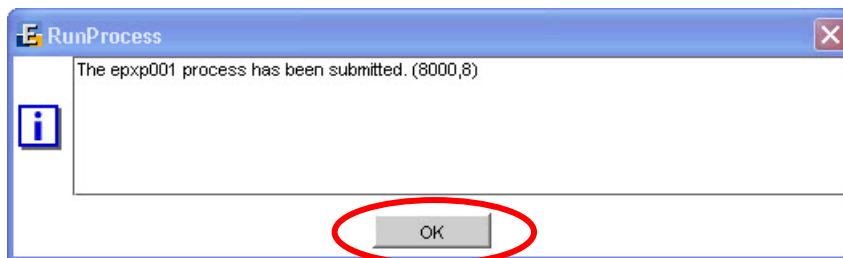 RunProcess
The epxp001 process has been submitted. (8000,8)
OK